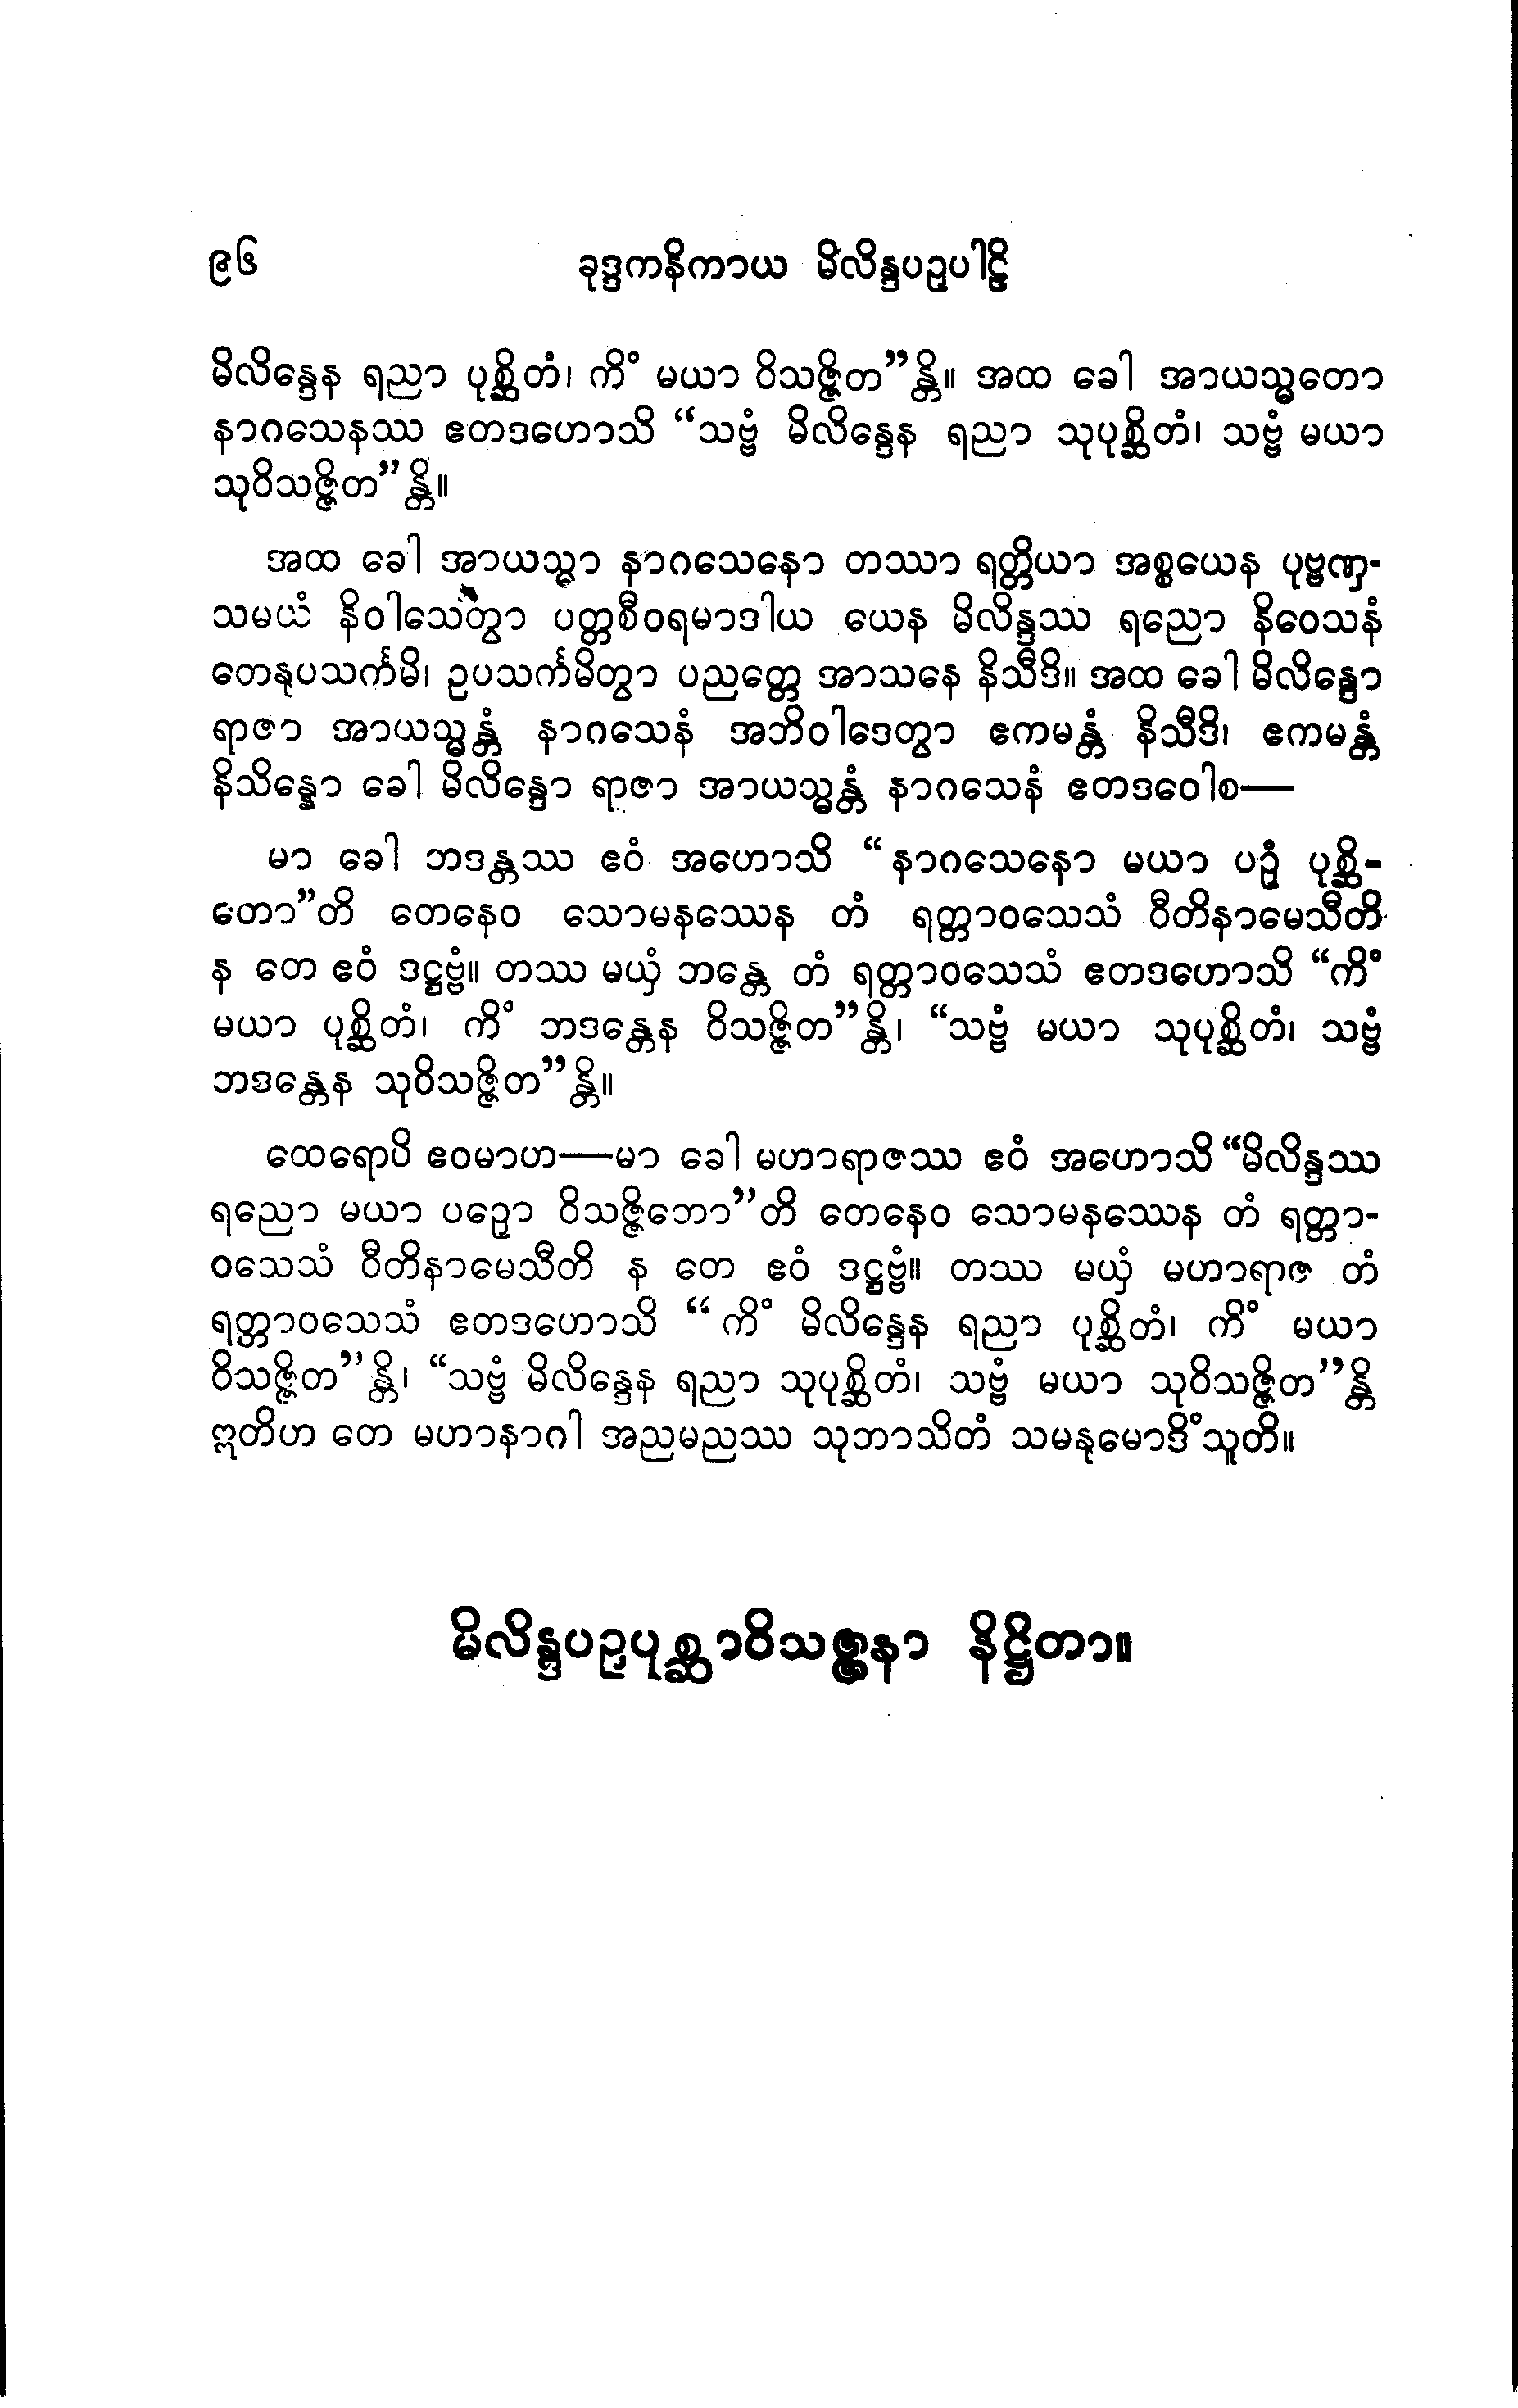 ၉၆ ခုဒ္ဒကနိကာယ မိလိန္ဒပဉှပါဠိ
မိလိန္ဒေန ရညာ ပုစ္ဆိတံ၊ ကိံ မယာ ဝိသဇ္ဇိတ”န္တိ။ အထ ခေါ အာယသ္မတော
နာဂသေနဿ ဧတဒဟောသိ “သဗ္ဗံ မိလိန္ဒေန ရညာ သုပုစ္ဆိတံ၊ သဗ္ဗံ မယာ
သုဝိသဇ္ဇိတ”န္တိ။
အထ ခေါ အာယသ္မာ နာဂသေနော တဿာ ရတ္တိယာ အစ္စယေန ပုဗ္ဗဏှ-
သမယံ နိဝါသေတွာ ပတ္တစီဝရမာဒါယ ယေန မိလိန္ဒဿ ရညော နိဝေသနံ
တေနုပသင်္ကမိ၊ ဥပသင်္ကမိတွာ ပညတ္တေ အာသနေ နိသီဒိ။ အထ ခေါ မိလိန္ဒော
ရာဇာ အာယသ္မန္တံ နာဂသေနံ အဘိဝါဒေတွာ ဧကမန္တံ နိသီဒိ၊ ဧကမန္တံ
နိသိန္နော ခေါ မိလိန္ဒော ရာဇာ အာယသ္မန္တံ နာဂသေနံ ဧတဒဝေါစ—
မာ ခေါ ဘဒန္တဿ ဧဝံ အဟောသိ “နာဂသေနော မယာ ပဉှံ ပုစ္ဆိ-
တော”တိ တေနေဝ သောမနဿေန တံ ရတ္တာဝသေသံ ဝီတိနာမေသီတိ
န တေ ဧဝံ ဒဋ္ဌဗ္ဗံ။ တဿ မယှံ ဘန္တေ တံ ရတ္တာဝသေသံ ဧတဒဟောသိ “ကိံ
မယာ ပုစ္ဆိတံ၊ ကိံ ဘဒန္တေန ဝိသဇ္ဇိတ”န္တိ၊ “သဗ္ဗံ မယာ သုပုစ္ဆိတံ၊ သဗ္ဗံ
ဘဒန္တေန သုဝိသဇ္ဇိတ”န္တိ။
ထေရောပိ ဧဝမာဟ—မာ ခေါ မဟာရာဇဿ ဧဝံ အဟောသိ “မိလိန္ဒဿ
ရညော မယာ ပဉှော ဝိသဇ္ဇိတော”တိ တေနေဝ သောမနဿေန တံ ရတ္တာ-
ဝသေသံ ဝီတိနာမေသီတိ န တေ ဧဝံ ဒဋ္ဌဗ္ဗံ။ တဿ မယှံ မဟာရာဇ တံ
ရတ္တာဝသေသံ ဧတဒဟောသိ “ကိံ မိလိန္ဒေန ရညာ ပုစ္ဆိတံ၊ ကိံ မယာ
ဝိသဇ္ဇိတ”န္တိ၊ “သဗ္ဗံ မိလိန္ဒေန ရညာ သုပုစ္ဆိတံ၊ သဗ္ဗံ မယာ သုဝိသဇ္ဇိတ”န္တိ
ဣတိဟ တေ မဟာနာဂါ အညမညဿ သုဘာသိတံ သမနုမောဒိံသူတိ။
မိလိန္ဒပဉှပုစ္ဆာဝိသဇ္ဇနာ နိဋ္ဌိတာ။